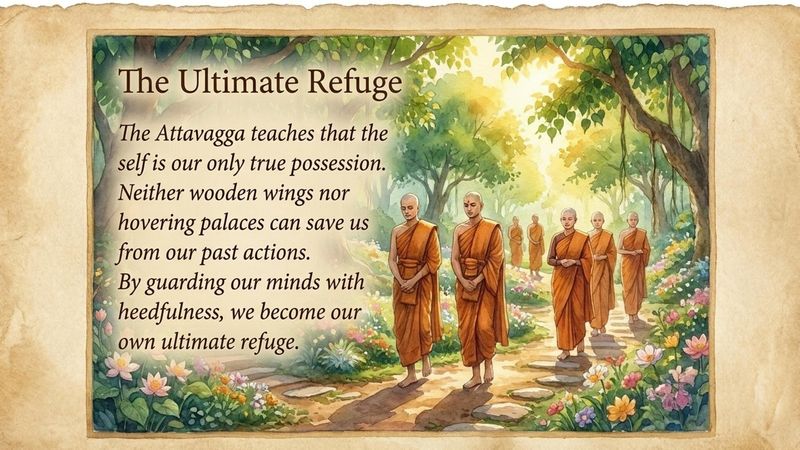 The Ultimate Refuge
The Attavagga teaches that the
self is our only true possession.
Neither wooden wings nor
hovering palaces can save us
from our past actions.
By guarding our minds with
heedfulness, we become our
own ultimate refuge.